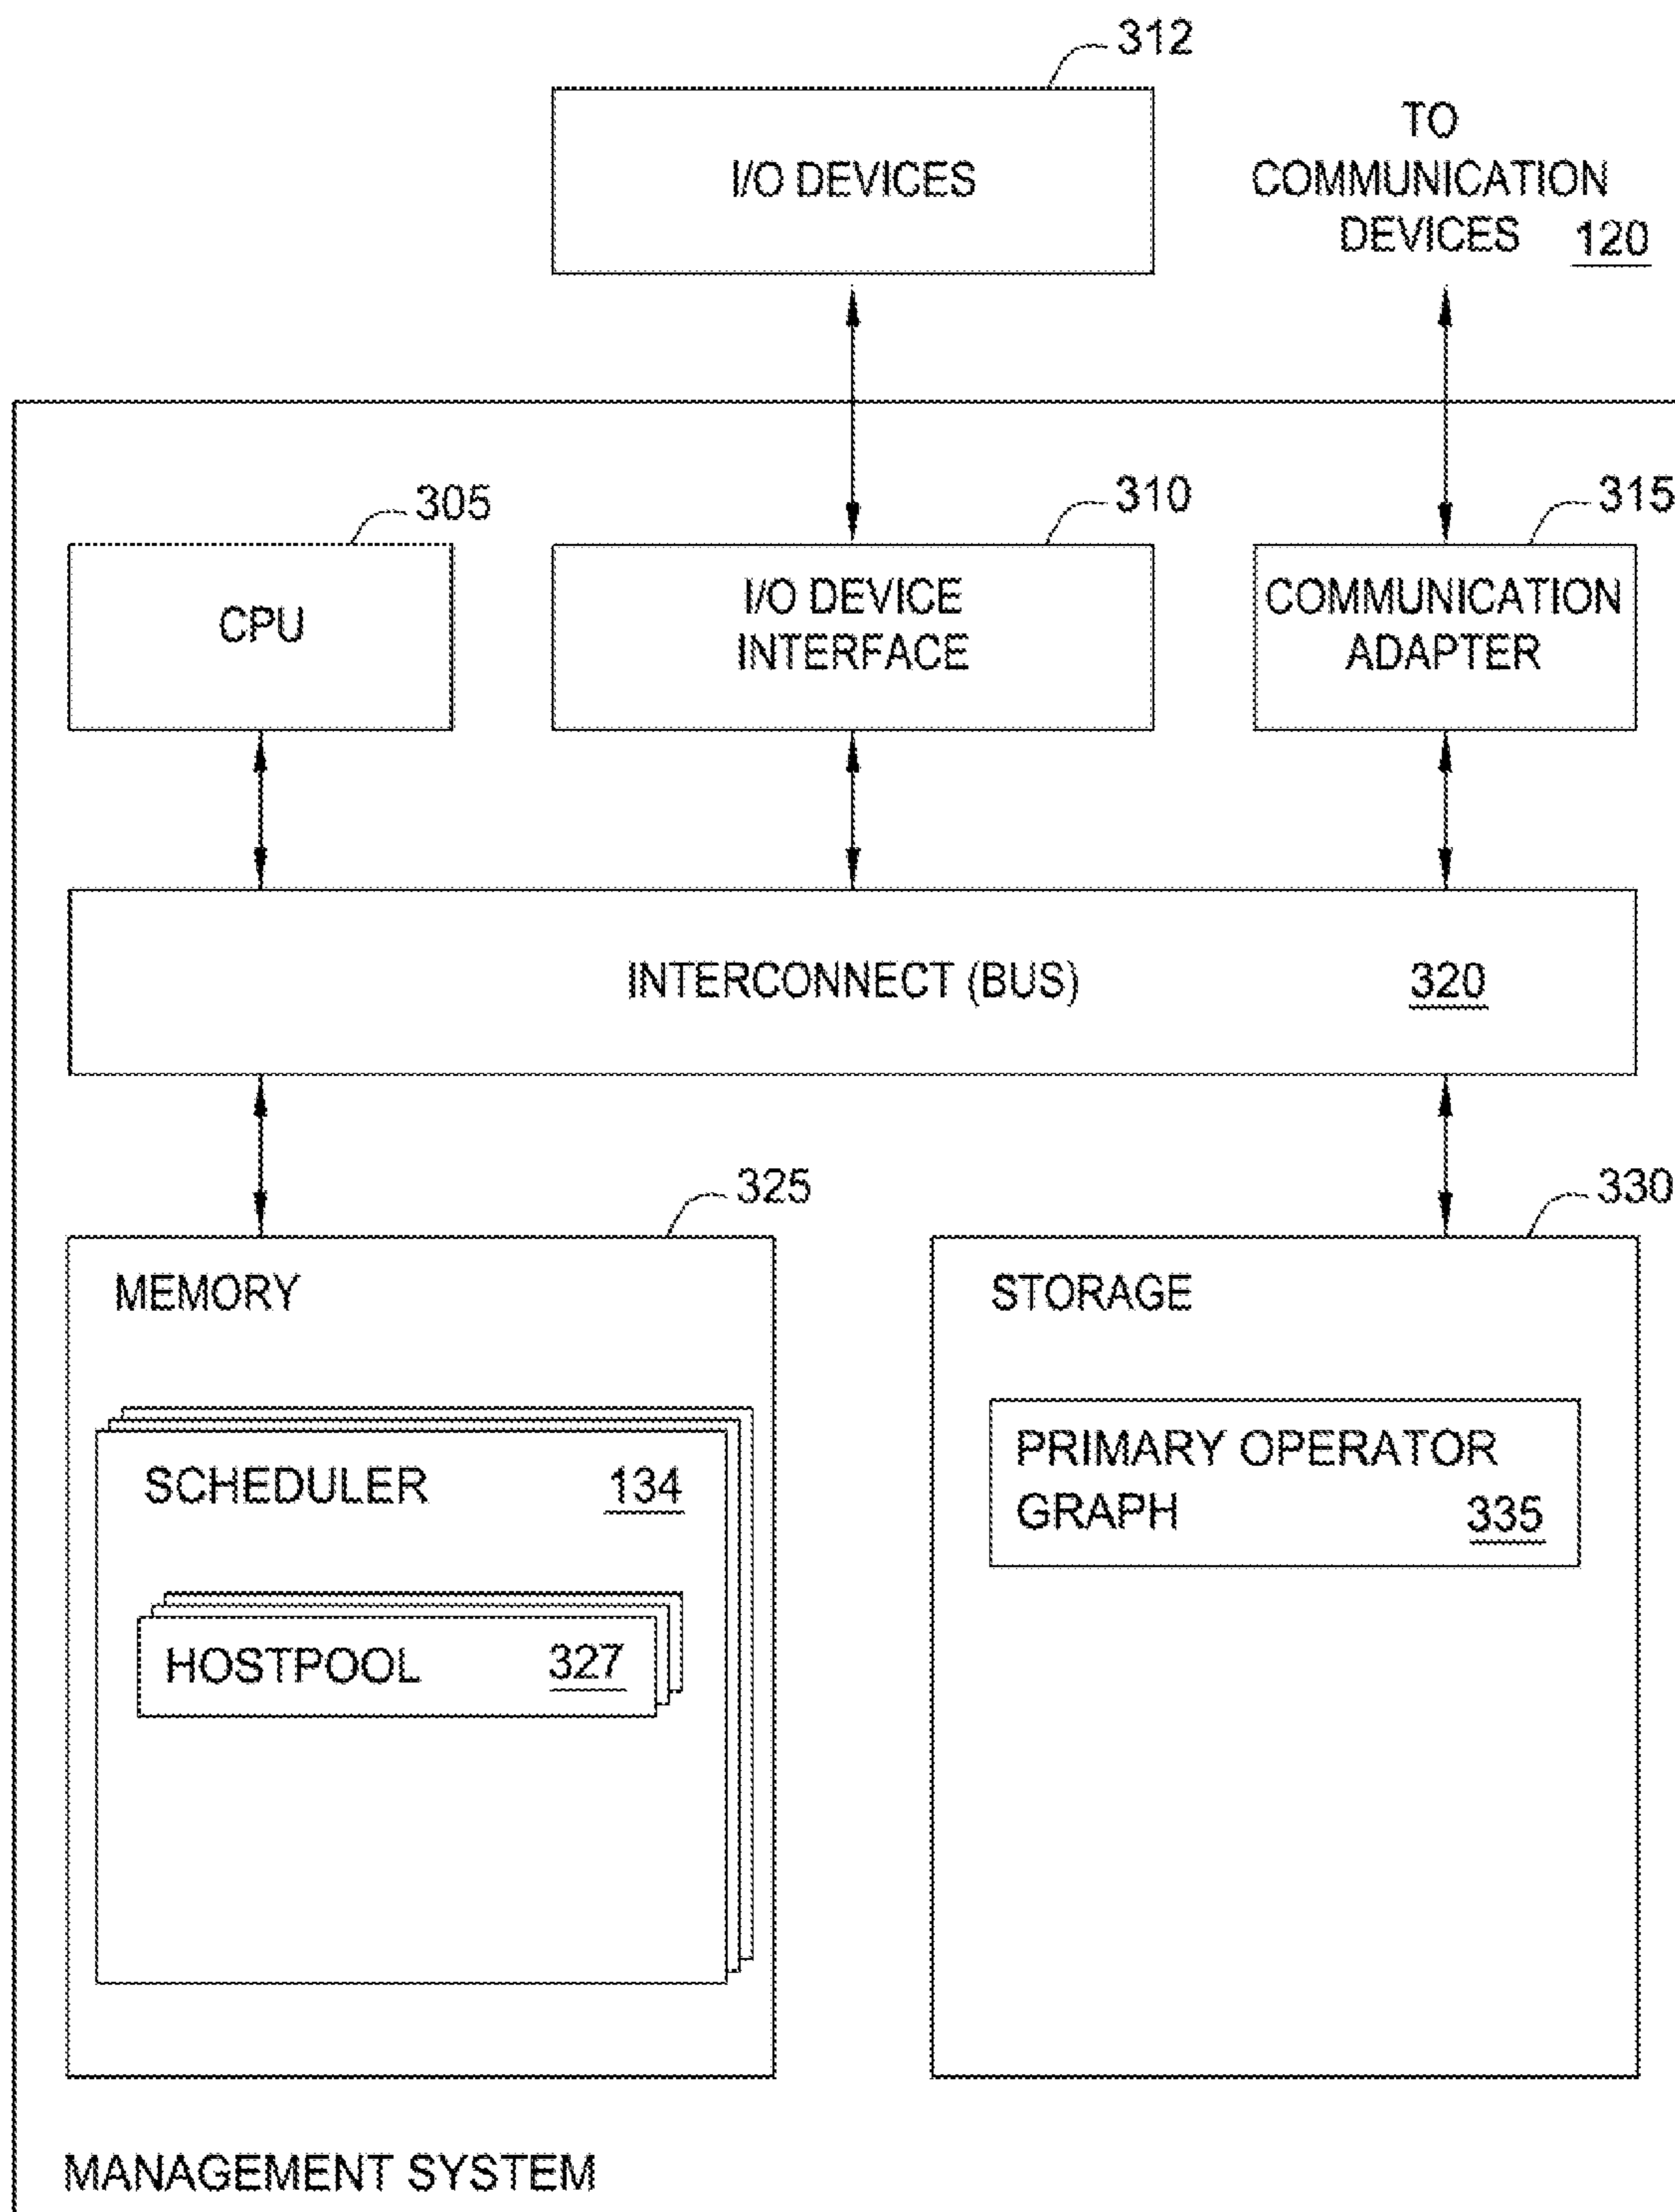 312
I/O DEVICES
TO
COMMUNICATION
DEVICES 120
305
310
315
CPU
I/O DEVICE
INTERFACE
COMMUNICATION
ADAPTER
INTERCONNECT (BUS) 320
325
330
MEMORY
STORAGE
SCHEDULER 134
PRIMARY OPERATOR
GRAPH 335
HOSTPOOL 327
MANAGEMENT SYSTEM